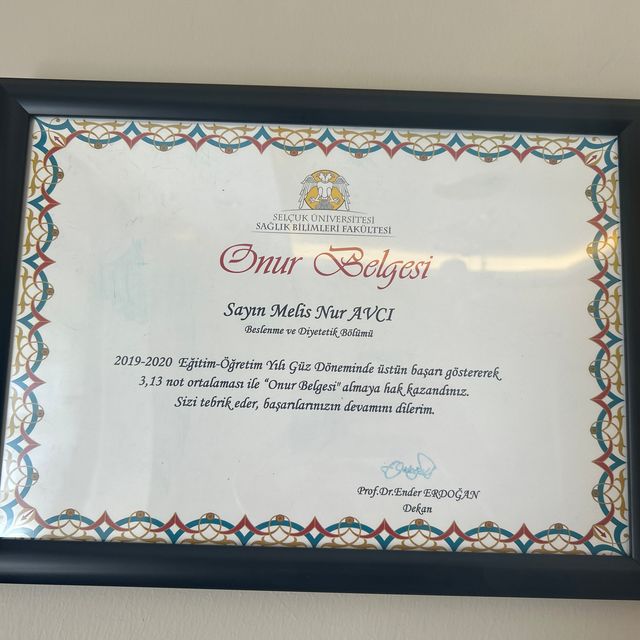 SELÇUK ÜNİVERSİTESİ
SAĞLIK BİLİMLERİ FAKÜLTESİ
Onur Belgesi
Sayın Melis Nur AVCI
Beslenme ve Diyetetik Bölümü
2019-2020 Eğitim-Öğretim Yılı Güz Döneminde üstün başarı göstererek
3,13 not ortalaması ile "Onur Belgesi" almaya hak kazandınız.
Sizi tebrik eder, başarılarınızın devamını dilerim.
Prof.Dr.Ender ERDOĞAN
Dekan